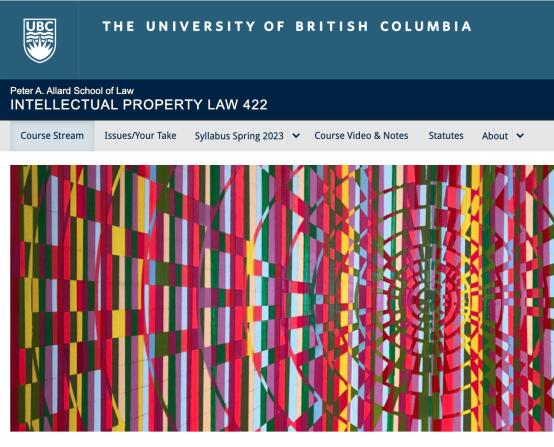 UBC
THE UNIVERSITY OF BRITISH COLUMBIA
Peter A. Allard School of Law
INTELLECTUAL PROPERTY LAW 422
Course Stream Issues/Your Take Syllabus Spring 2023 Course Video & Notes Statutes About